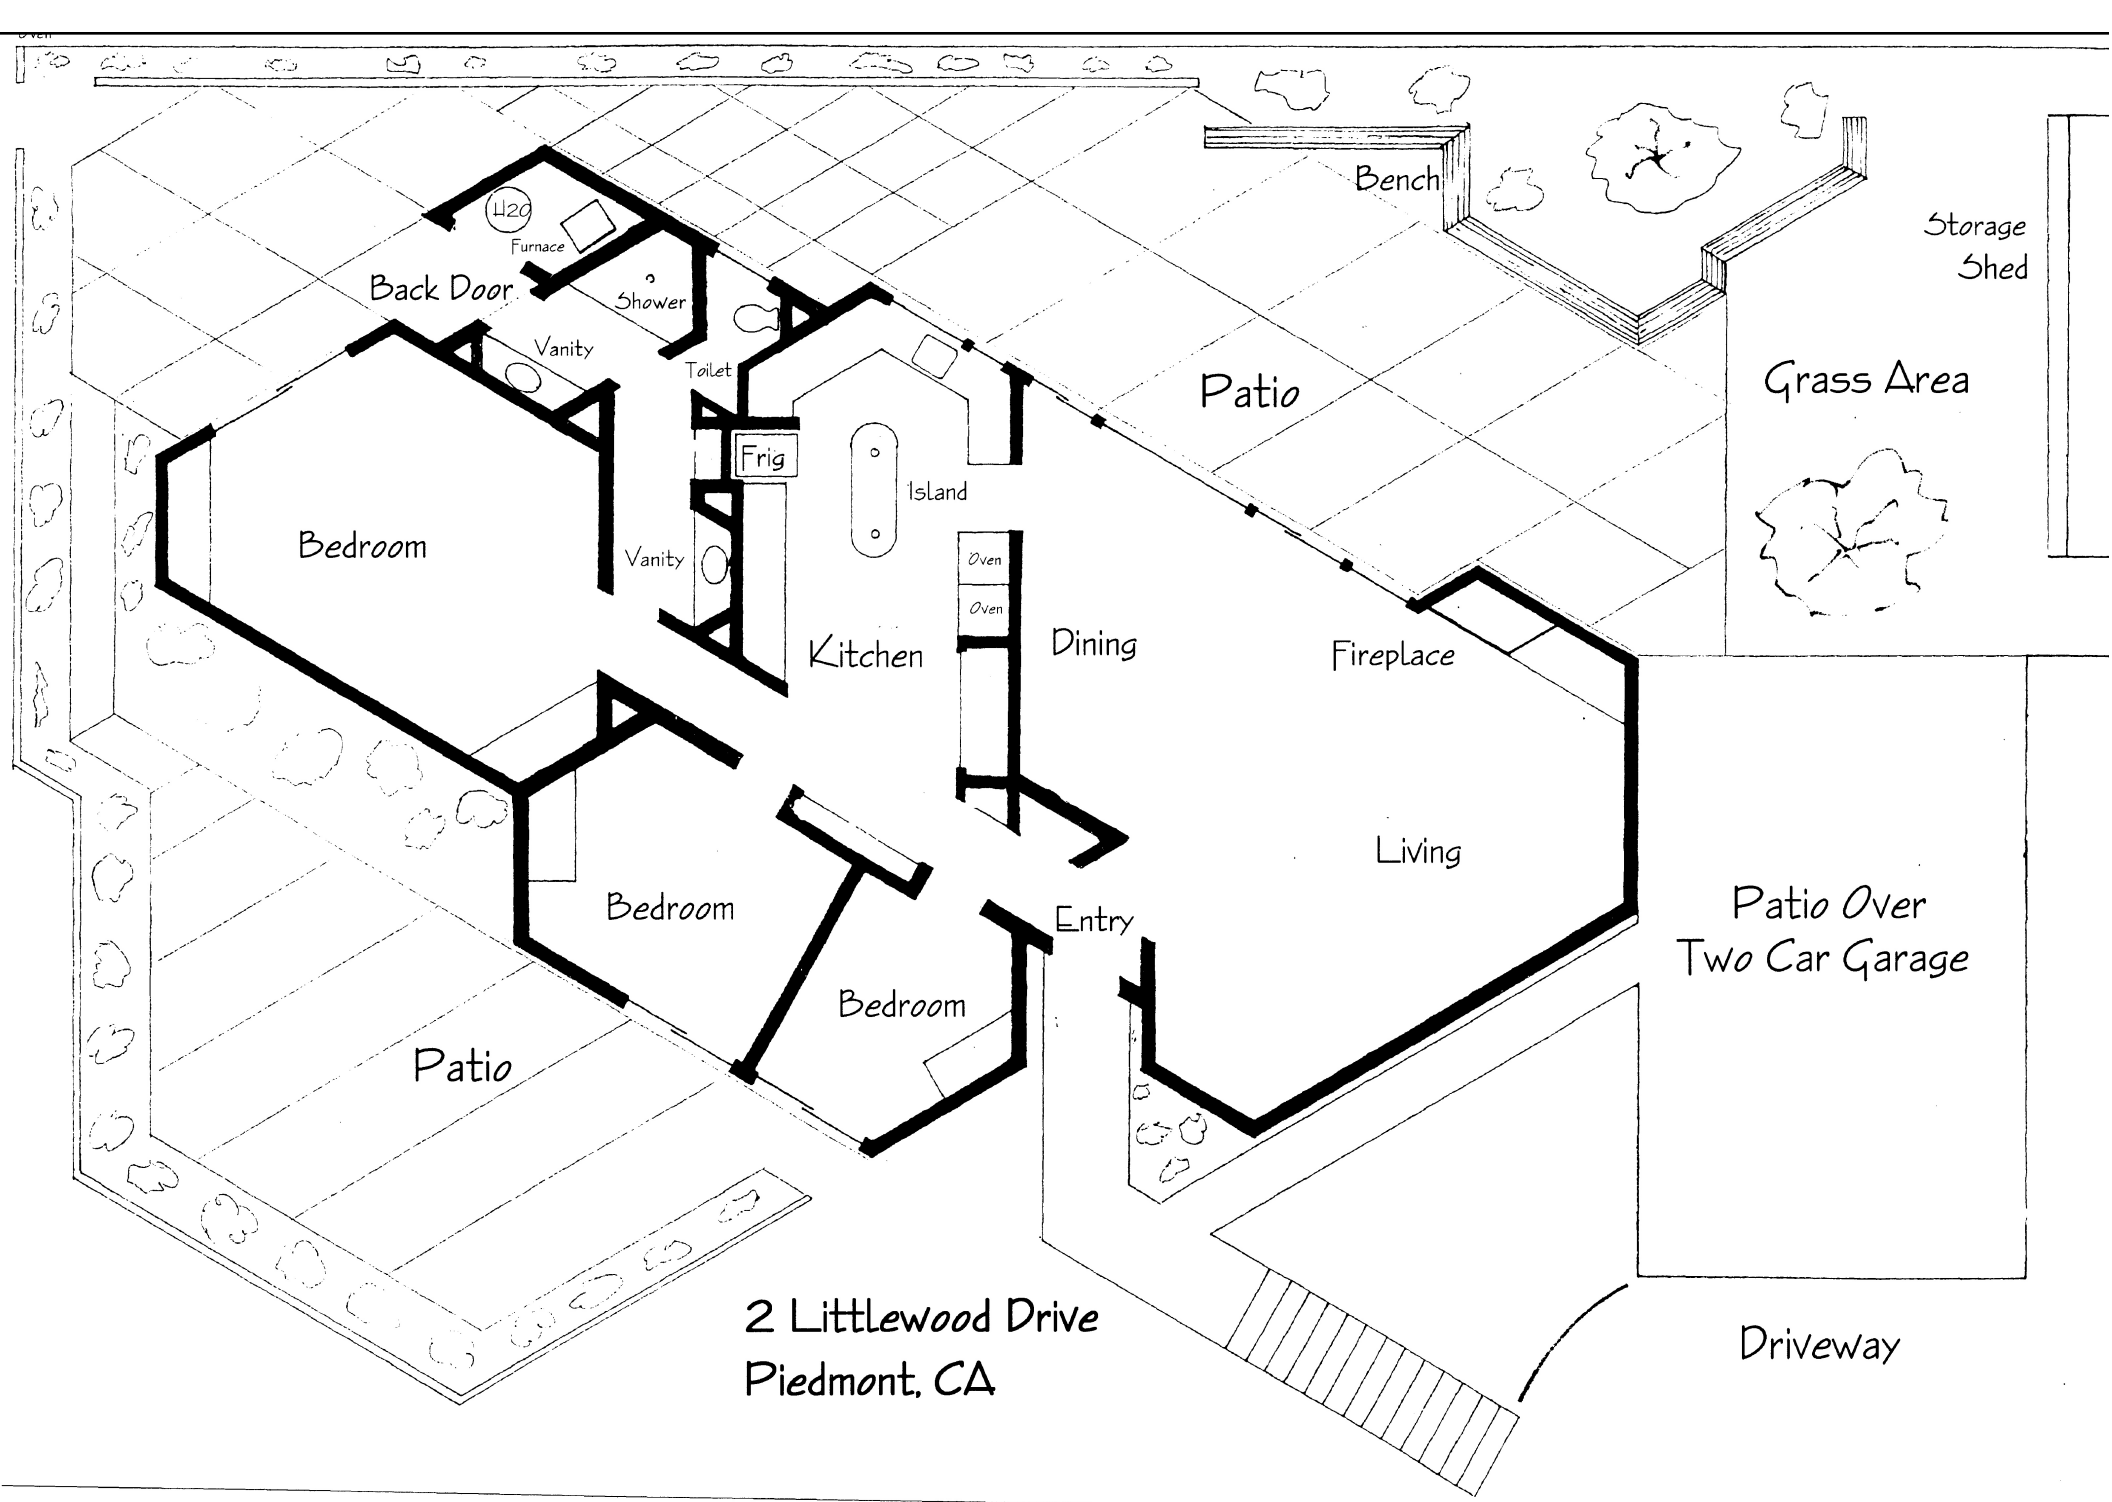 Oven
Bench
H2O
Furnace
Storage
Shed
Back Door
Shower
Vanity
Toilet
Patio
Grass Area
Frig
Island
Bedroom
Vanity
Oven
Oven
Kitchen
Dining
Fireplace
Living
Bedroom
Entry
Patio Over
Two Car Garage
Bedroom
Patio
2 Littlewood Drive
Piedmont, CA
Driveway